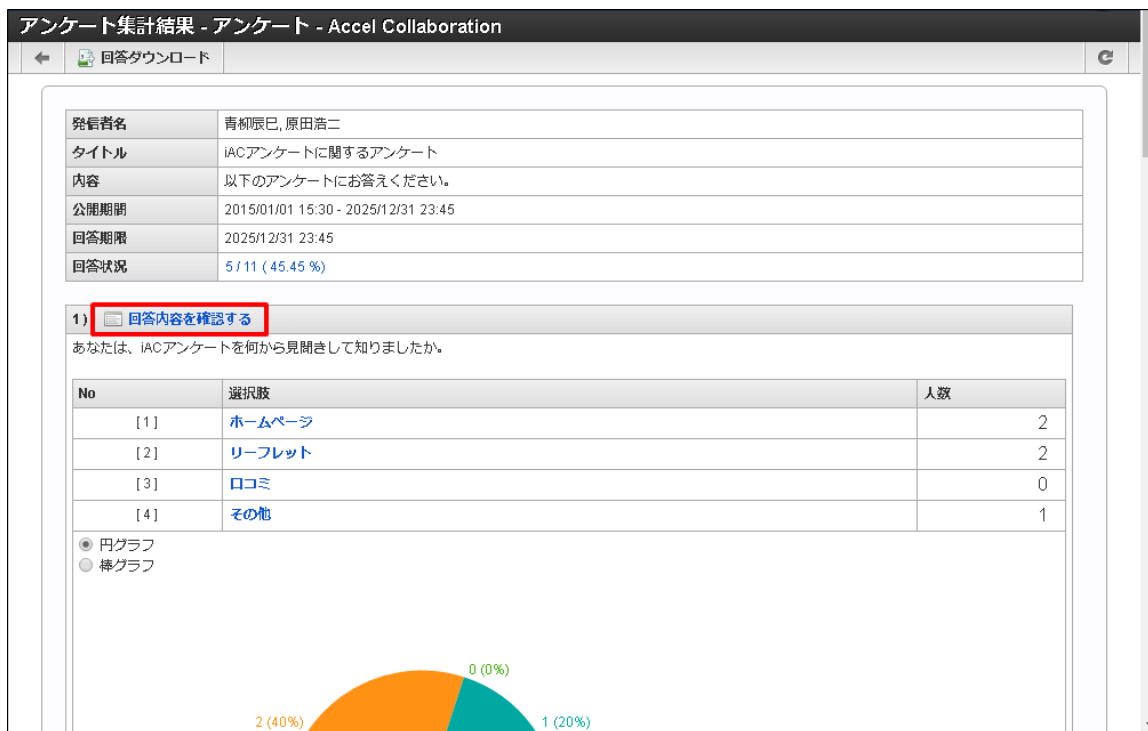 アンケート集計結果 - アンケート - Accel Collaboration
回答ダウンロード
発信者名 青柳辰巳, 原田浩二
タイトル iACアンケートに関するアンケート
内容 以下のアンケートにお答えください。
公開期間 2015/01/01 15:30 - 2025/12/31 23:45
回答期限 2025/12/31 23:45
回答状況 5 / 11 ( 45.45 %)
1) 回答内容を確認する
あなたは、iACアンケートを何から見聞きして知りましたか。
No 選択肢 人数
[ 1 ] ホームページ 2
[ 2 ] リーフレット 2
[ 3 ] 口コミ 0
[ 4 ] その他 1
円グラフ
棒グラフ
0 (0%)
2 (40%) 1 (20%)